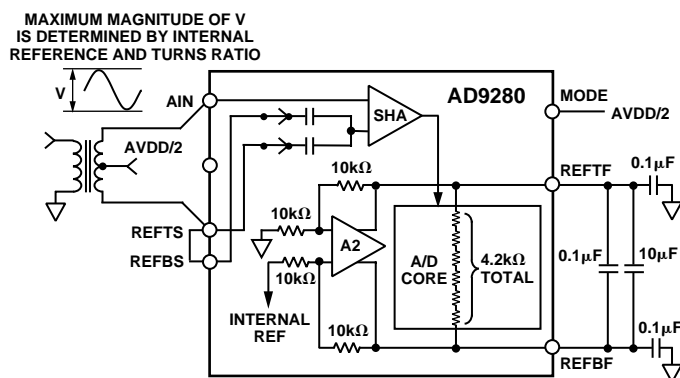 MAXIMUM MAGNITUDE OF V
IS DETERMINED BY INTERNAL
REFERENCE AND TURNS RATIO
V
AIN
AVDD/2
REFTS
REFBS
SHA
AD9280
MODE
AVDD/2
10kΩ
10kΩ
A2
10kΩ
INTERNAL
REF
10kΩ
A/D
CORE
4.2kΩ
TOTAL
REFTF
0.1μF
0.1μF
10μF
0.1μF
REFBF